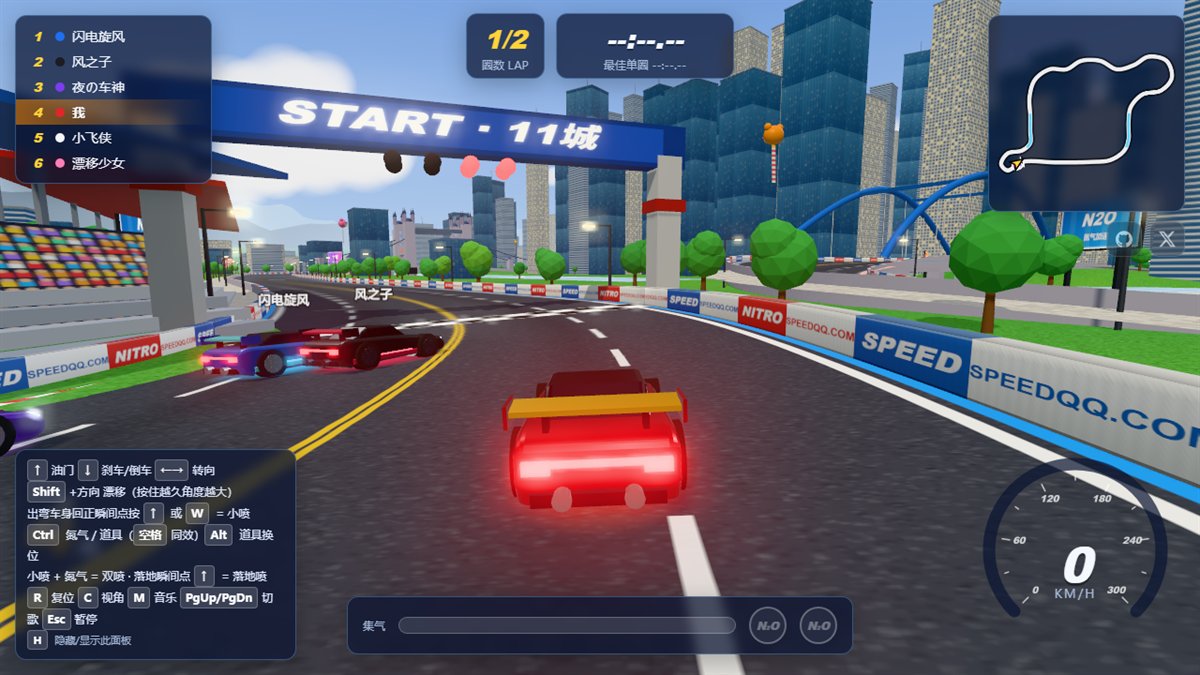 1 闪电旋风
2 风之子
3 夜の车神
4 我
5 小飞侠
6 漂移少女
1/2
圈数 LAP
--:--.--
最佳单圈 --:--.--
START · 11城
N2O
闪电旋风
风之子
SPEED
SPEEDQQ.COM
NITRO
SPEED
NITRO
SPEED
SPEEDQQ.COM
NITRO
SPEEDQQ.COM
SPEED
SPEEDQQ.COM
↑ 油门 ↓ 刹车/倒车 ←→ 转向
Shift +方向 漂移 (按住越久角度越大)
出弯车身回正瞬间点按 ↑ 或 W = 小喷
Ctrl 氮气 / 道具 (空格 同效) Alt 道具换
位
小喷 + 氮气 = 双喷 · 落地瞬间点 ↑ = 落地喷
R 复位 C 视角 M 音乐 PgUp/PgDn 切
歌 Esc 暂停
H 隐藏/显示此面板
集气
N₂O
N₂O
0
60
120
180
240
300
0
KM/H